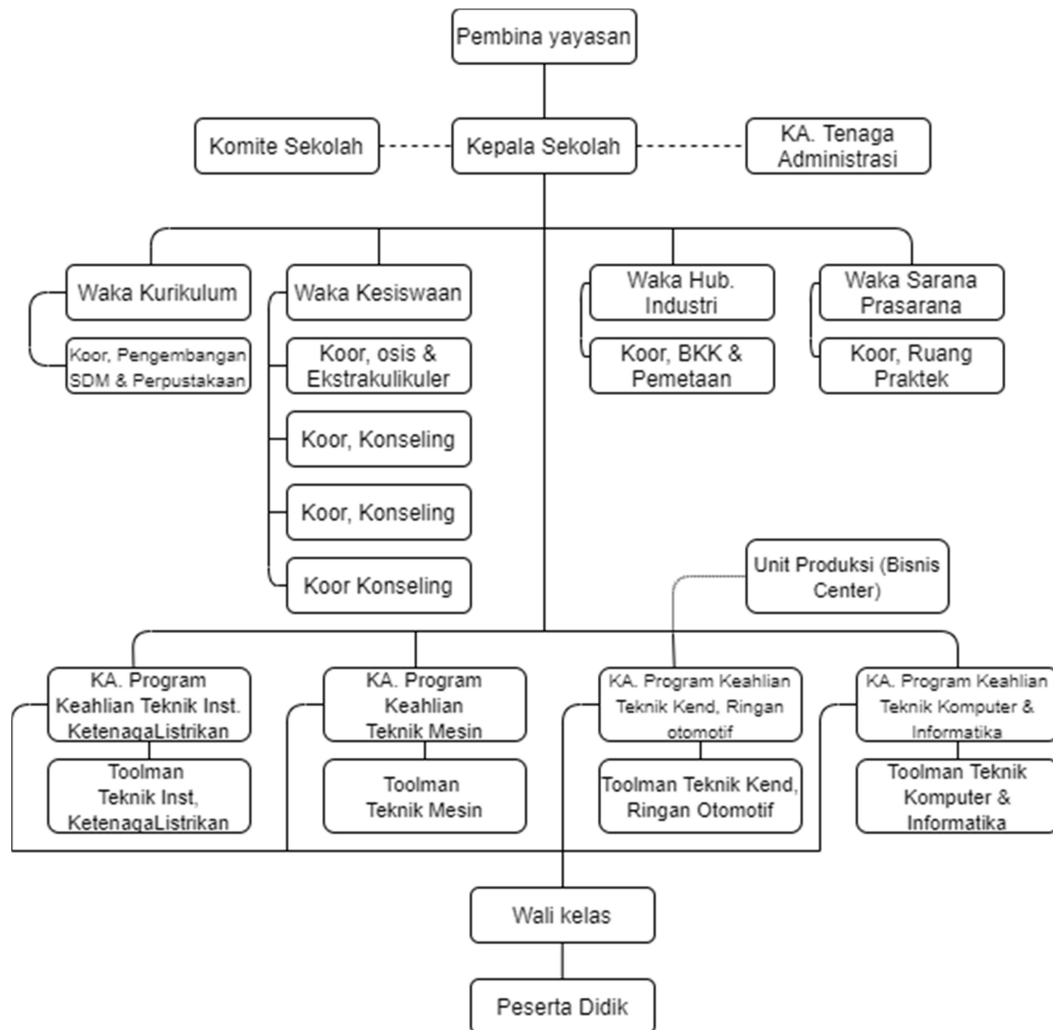 Pembina yayasan
Komite Sekolah
Kepala Sekolah
KA. Tenaga
Administrasi
Waka Kurikulum
Waka Kesiswaan
Waka Hub.
Industri
Waka Sarana
Prasarana
Koor, Pengembangan
SDM & Perpustakaan
Koor, osis &
Ekstrakulikuler
Koor, BKK &
Pemetaan
Koor, Ruang
Praktek
Koor, Konseling
Koor, Konseling
Koor Konseling
Unit Produksi (Bisnis
Center)
KA. Program
Keahlian Teknik Inst.
KetenagaListrikan
KA. Program
Keahlian
Teknik Mesin
KA. Program Keahlian
Teknik Kend, Ringan
otomotif
KA. Program Keahlian
Teknik Komputer &
Informatika
Toolman
Teknik Inst,
KetenagaListrikan
Toolman
Teknik Mesin
Toolman Teknik Kend,
Ringan Otomotif
Toolman Teknik
Komputer &
Informatika
Wali kelas
Peserta Didik